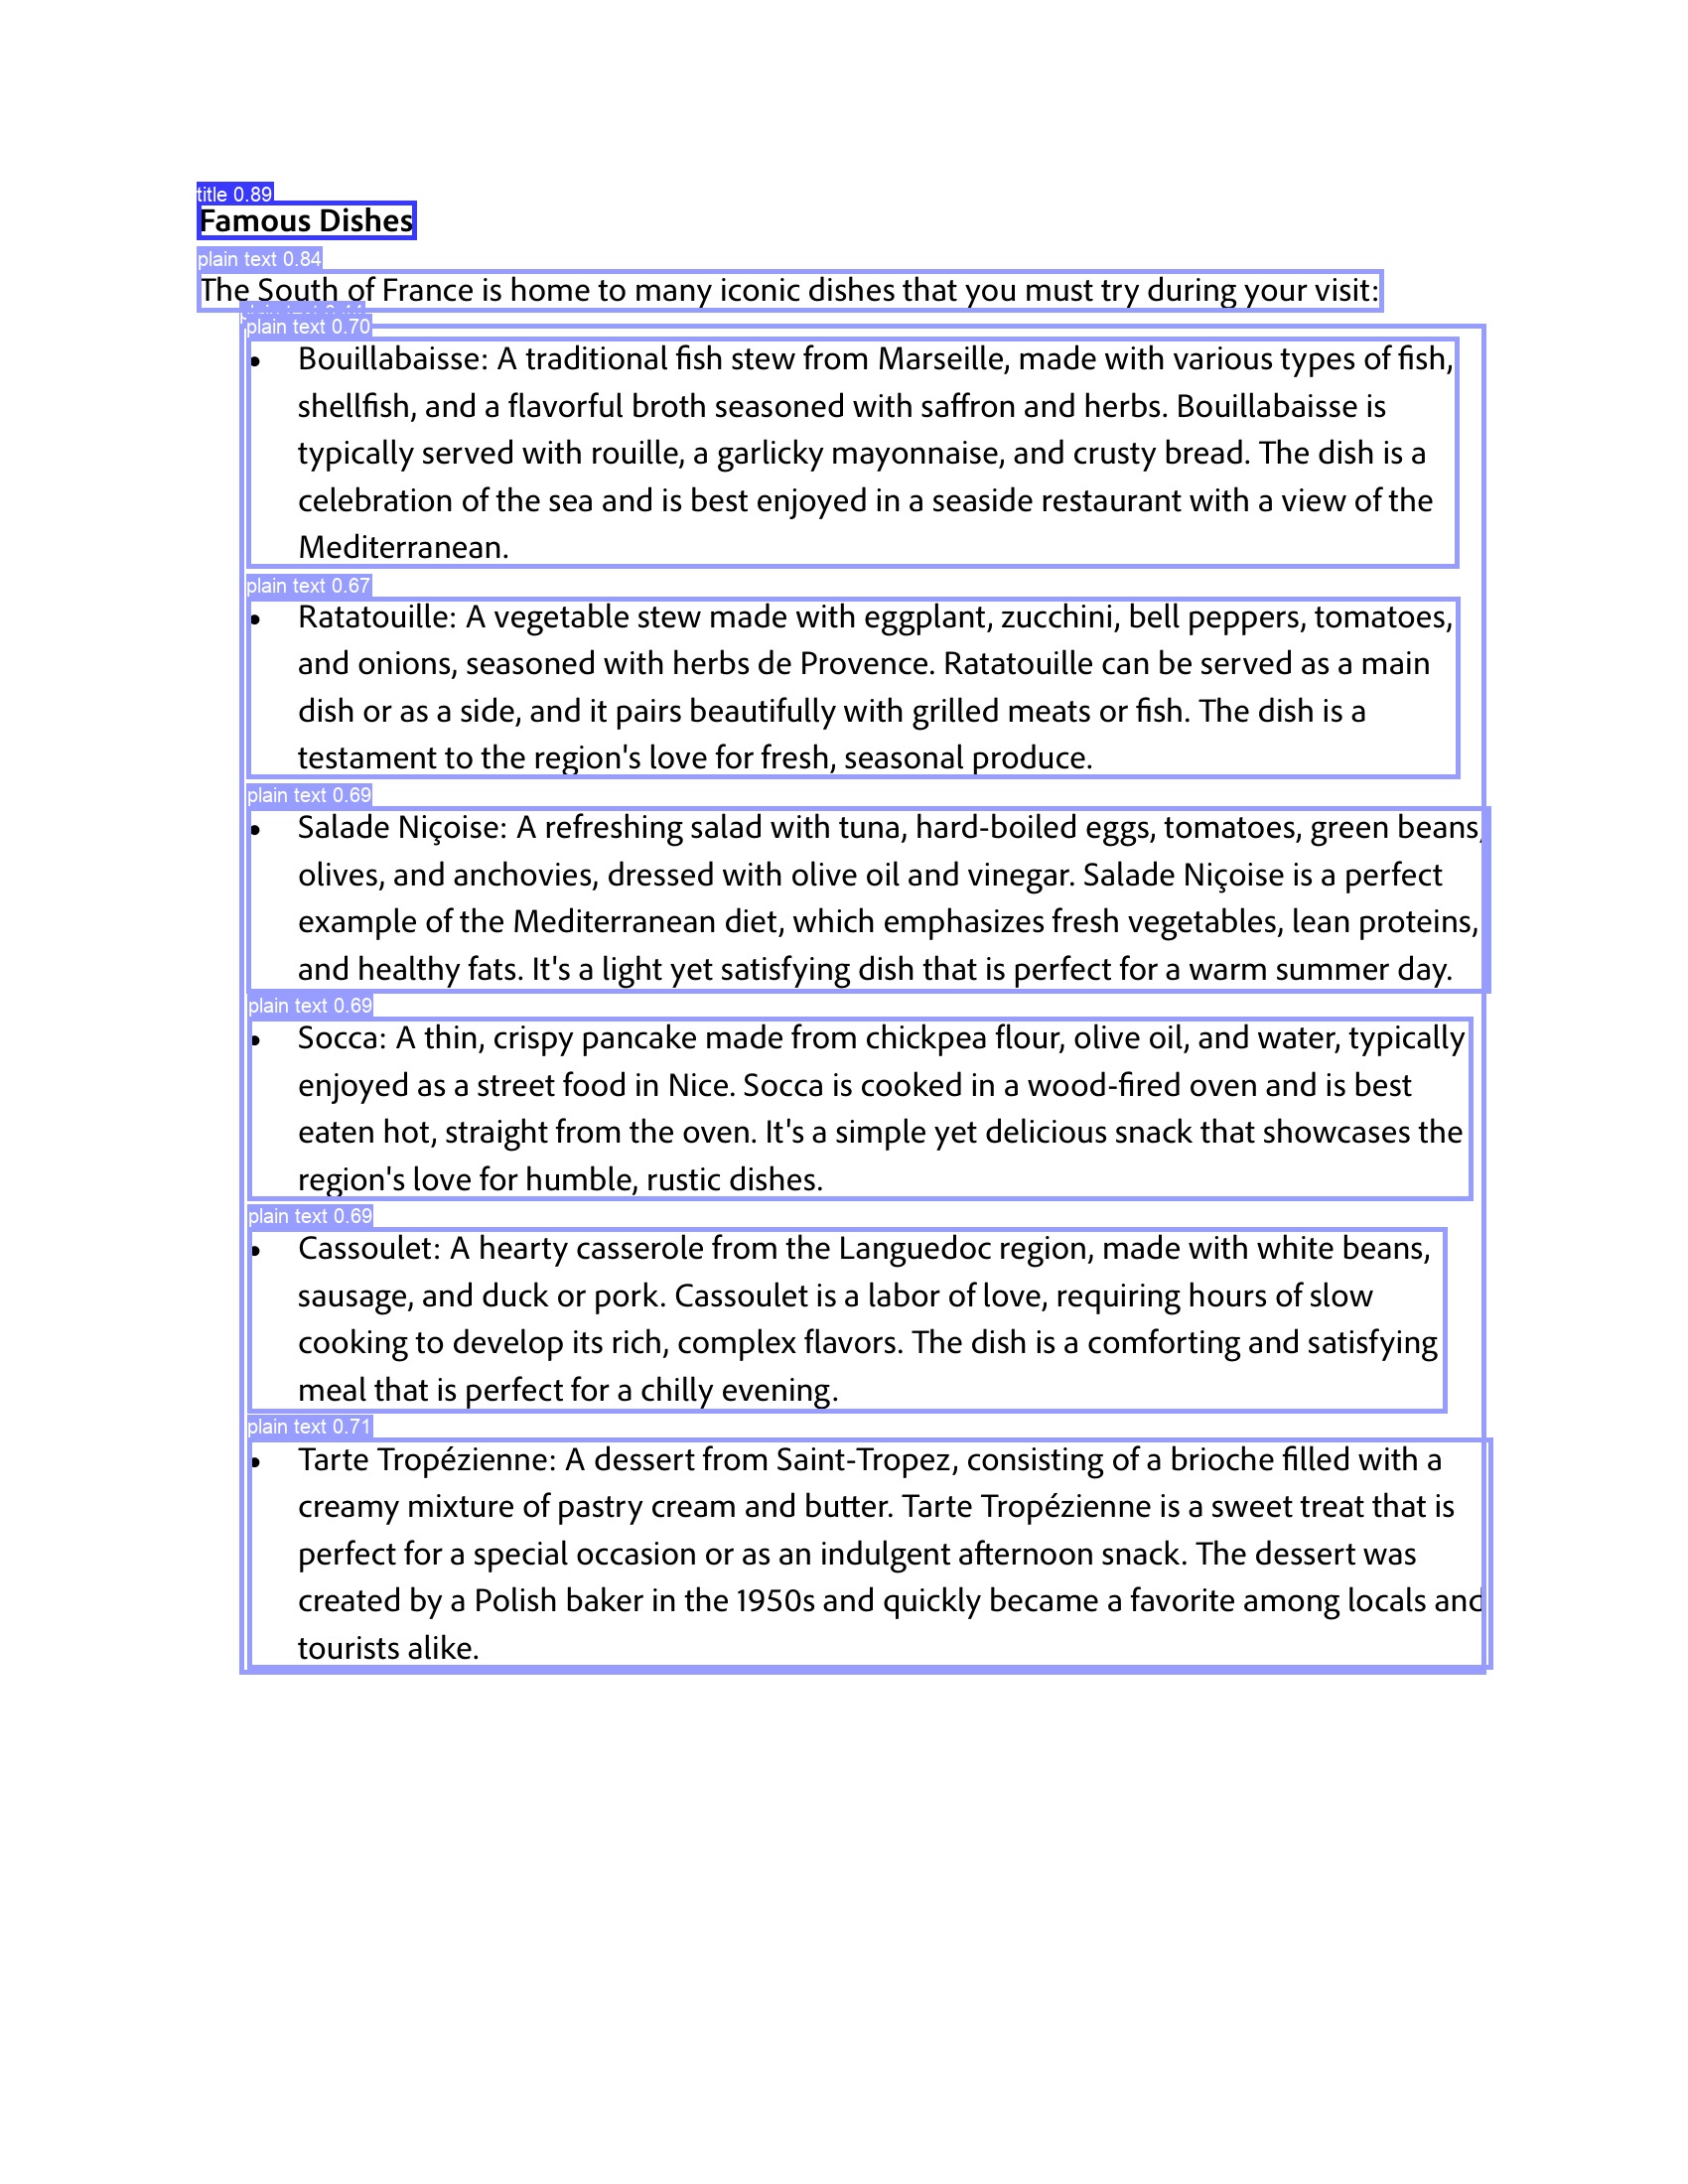 title 0.89
Famous Dishes
plain text 0.84
The South of France is home to many iconic dishes that you must try during your visit:
plain text 0.70
• Bouillabaisse: A traditional fish stew from Marseille, made with various types of fish,
shellfish, and a flavorful broth seasoned with saffron and herbs. Bouillabaisse is
typically served with rouille, a garlicky mayonnaise, and crusty bread. The dish is a
celebration of the sea and is best enjoyed in a seaside restaurant with a view of the
Mediterranean.
plain text 0.67
• Ratatouille: A vegetable stew made with eggplant, zucchini, bell peppers, tomatoes,
and onions, seasoned with herbs de Provence. Ratatouille can be served as a main
dish or as a side, and it pairs beautifully with grilled meats or fish. The dish is a
testament to the region's love for fresh, seasonal produce.
plain text 0.69
• Salade Niçoise: A refreshing salad with tuna, hard-boiled eggs, tomatoes, green beans,
olives, and anchovies, dressed with olive oil and vinegar. Salade Niçoise is a perfect
example of the Mediterranean diet, which emphasizes fresh vegetables, lean proteins,
and healthy fats. It's a light yet satisfying dish that is perfect for a warm summer day.
plain text 0.69
• Socca: A thin, crispy pancake made from chickpea flour, olive oil, and water, typically
enjoyed as a street food in Nice. Socca is cooked in a wood-fired oven and is best
eaten hot, straight from the oven. It's a simple yet delicious snack that showcases the
region's love for humble, rustic dishes.
plain text 0.69
• Cassoulet: A hearty casserole from the Languedoc region, made with white beans,
sausage, and duck or pork. Cassoulet is a labor of love, requiring hours of slow
cooking to develop its rich, complex flavors. The dish is a comforting and satisfying
meal that is perfect for a chilly evening.
plain text 0.71
• Tarte Tropézienne: A dessert from Saint-Tropez, consisting of a brioche filled with a
creamy mixture of pastry cream and butter. Tarte Tropézienne is a sweet treat that is
perfect for a special occasion or as an indulgent afternoon snack. The dessert was
created by a Polish baker in the 1950s and quickly became a favorite among locals and
tourists alike.